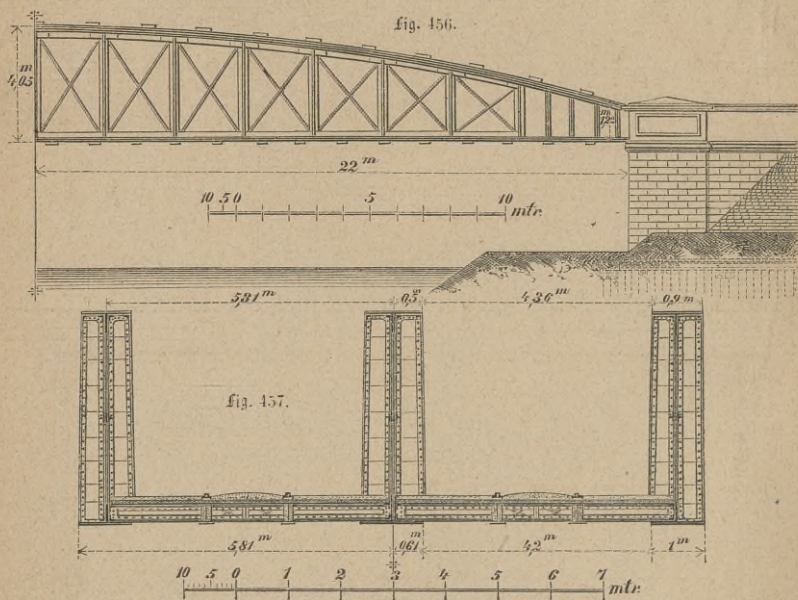 Fig. 456.
4,05 m
1,22 m
22 m
10 5 0 5 10 mtr.
5,31 m 0,5 m 4,36 m 0,9 m
Fig. 457.
5,81 m 0,61 m 4,2 m 1 m
10 5 0 1 2 3 4 5 6 7 mtr.